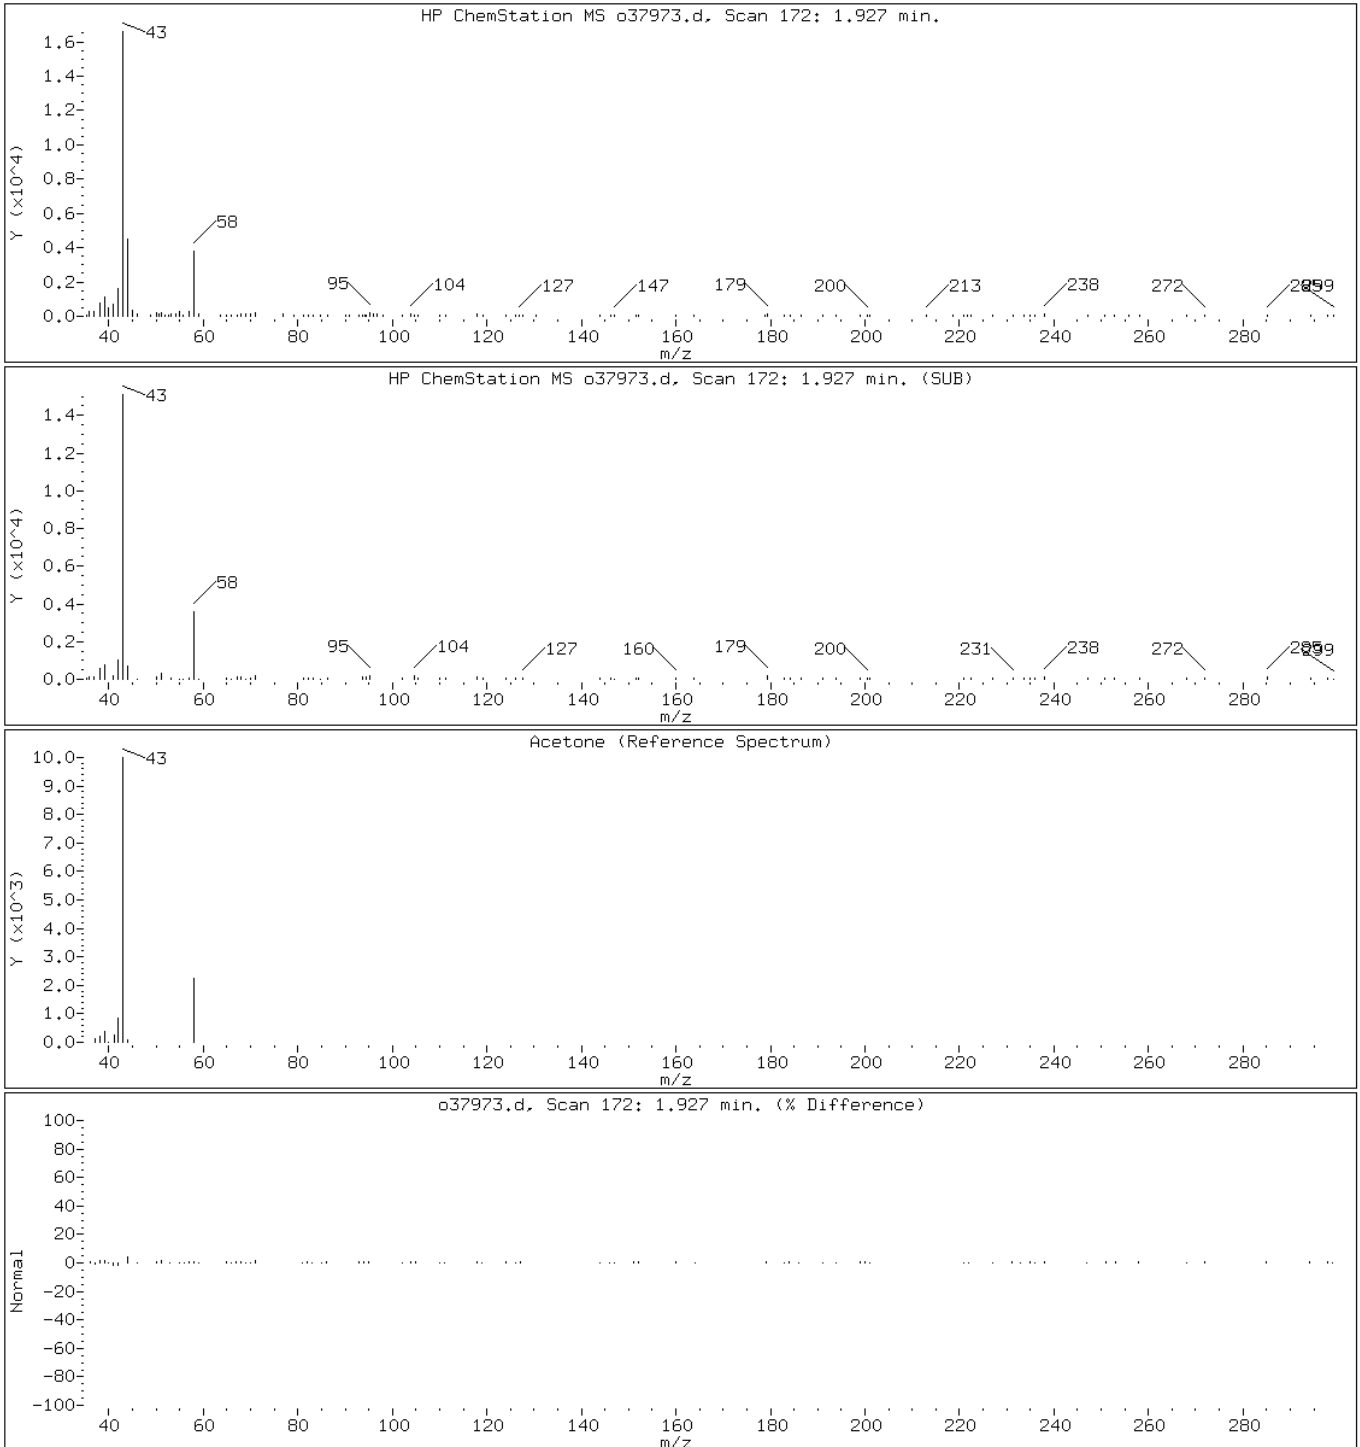 HP ChemStation MS o37973.d, Scan 172: 1.927 min.
43
1.6-
1.4-
1.2-
1.0-
0.8-
0.6-
0.4-
0.2-
0.0-
Y (x10^4)
58
95 104 127 147 179 200 213 238 272
40 60 80 100 120 140 160 180 200 220 240 260 280
m/z
HP ChemStation MS o37973.d, Scan 172: 1.927 min. (SUB)
43
1.4-
1.2-
1.0-
0.8-
0.6-
0.4-
0.2-
0.0-
Y (x10^4)
58
95 104 127 160 179 200 231 238 272
40 60 80 100 120 140 160 180 200 220 240 260 280
m/z
Acetone (Reference Spectrum)
43
10.0-
9.0-
8.0-
7.0-
6.0-
5.0-
4.0-
3.0-
2.0-
1.0-
0.0-
Y (x10^3)
40 60 80 100 120 140 160 180 200 220 240 260 280
m/z
o37973.d, Scan 172: 1.927 min. (% Difference)
100-
80-
60-
40-
20-
0-
-20-
-40-
-60-
-80-
-100-
Normal
40 60 80 100 120 140 160 180 200 220 240 260 280
m/z